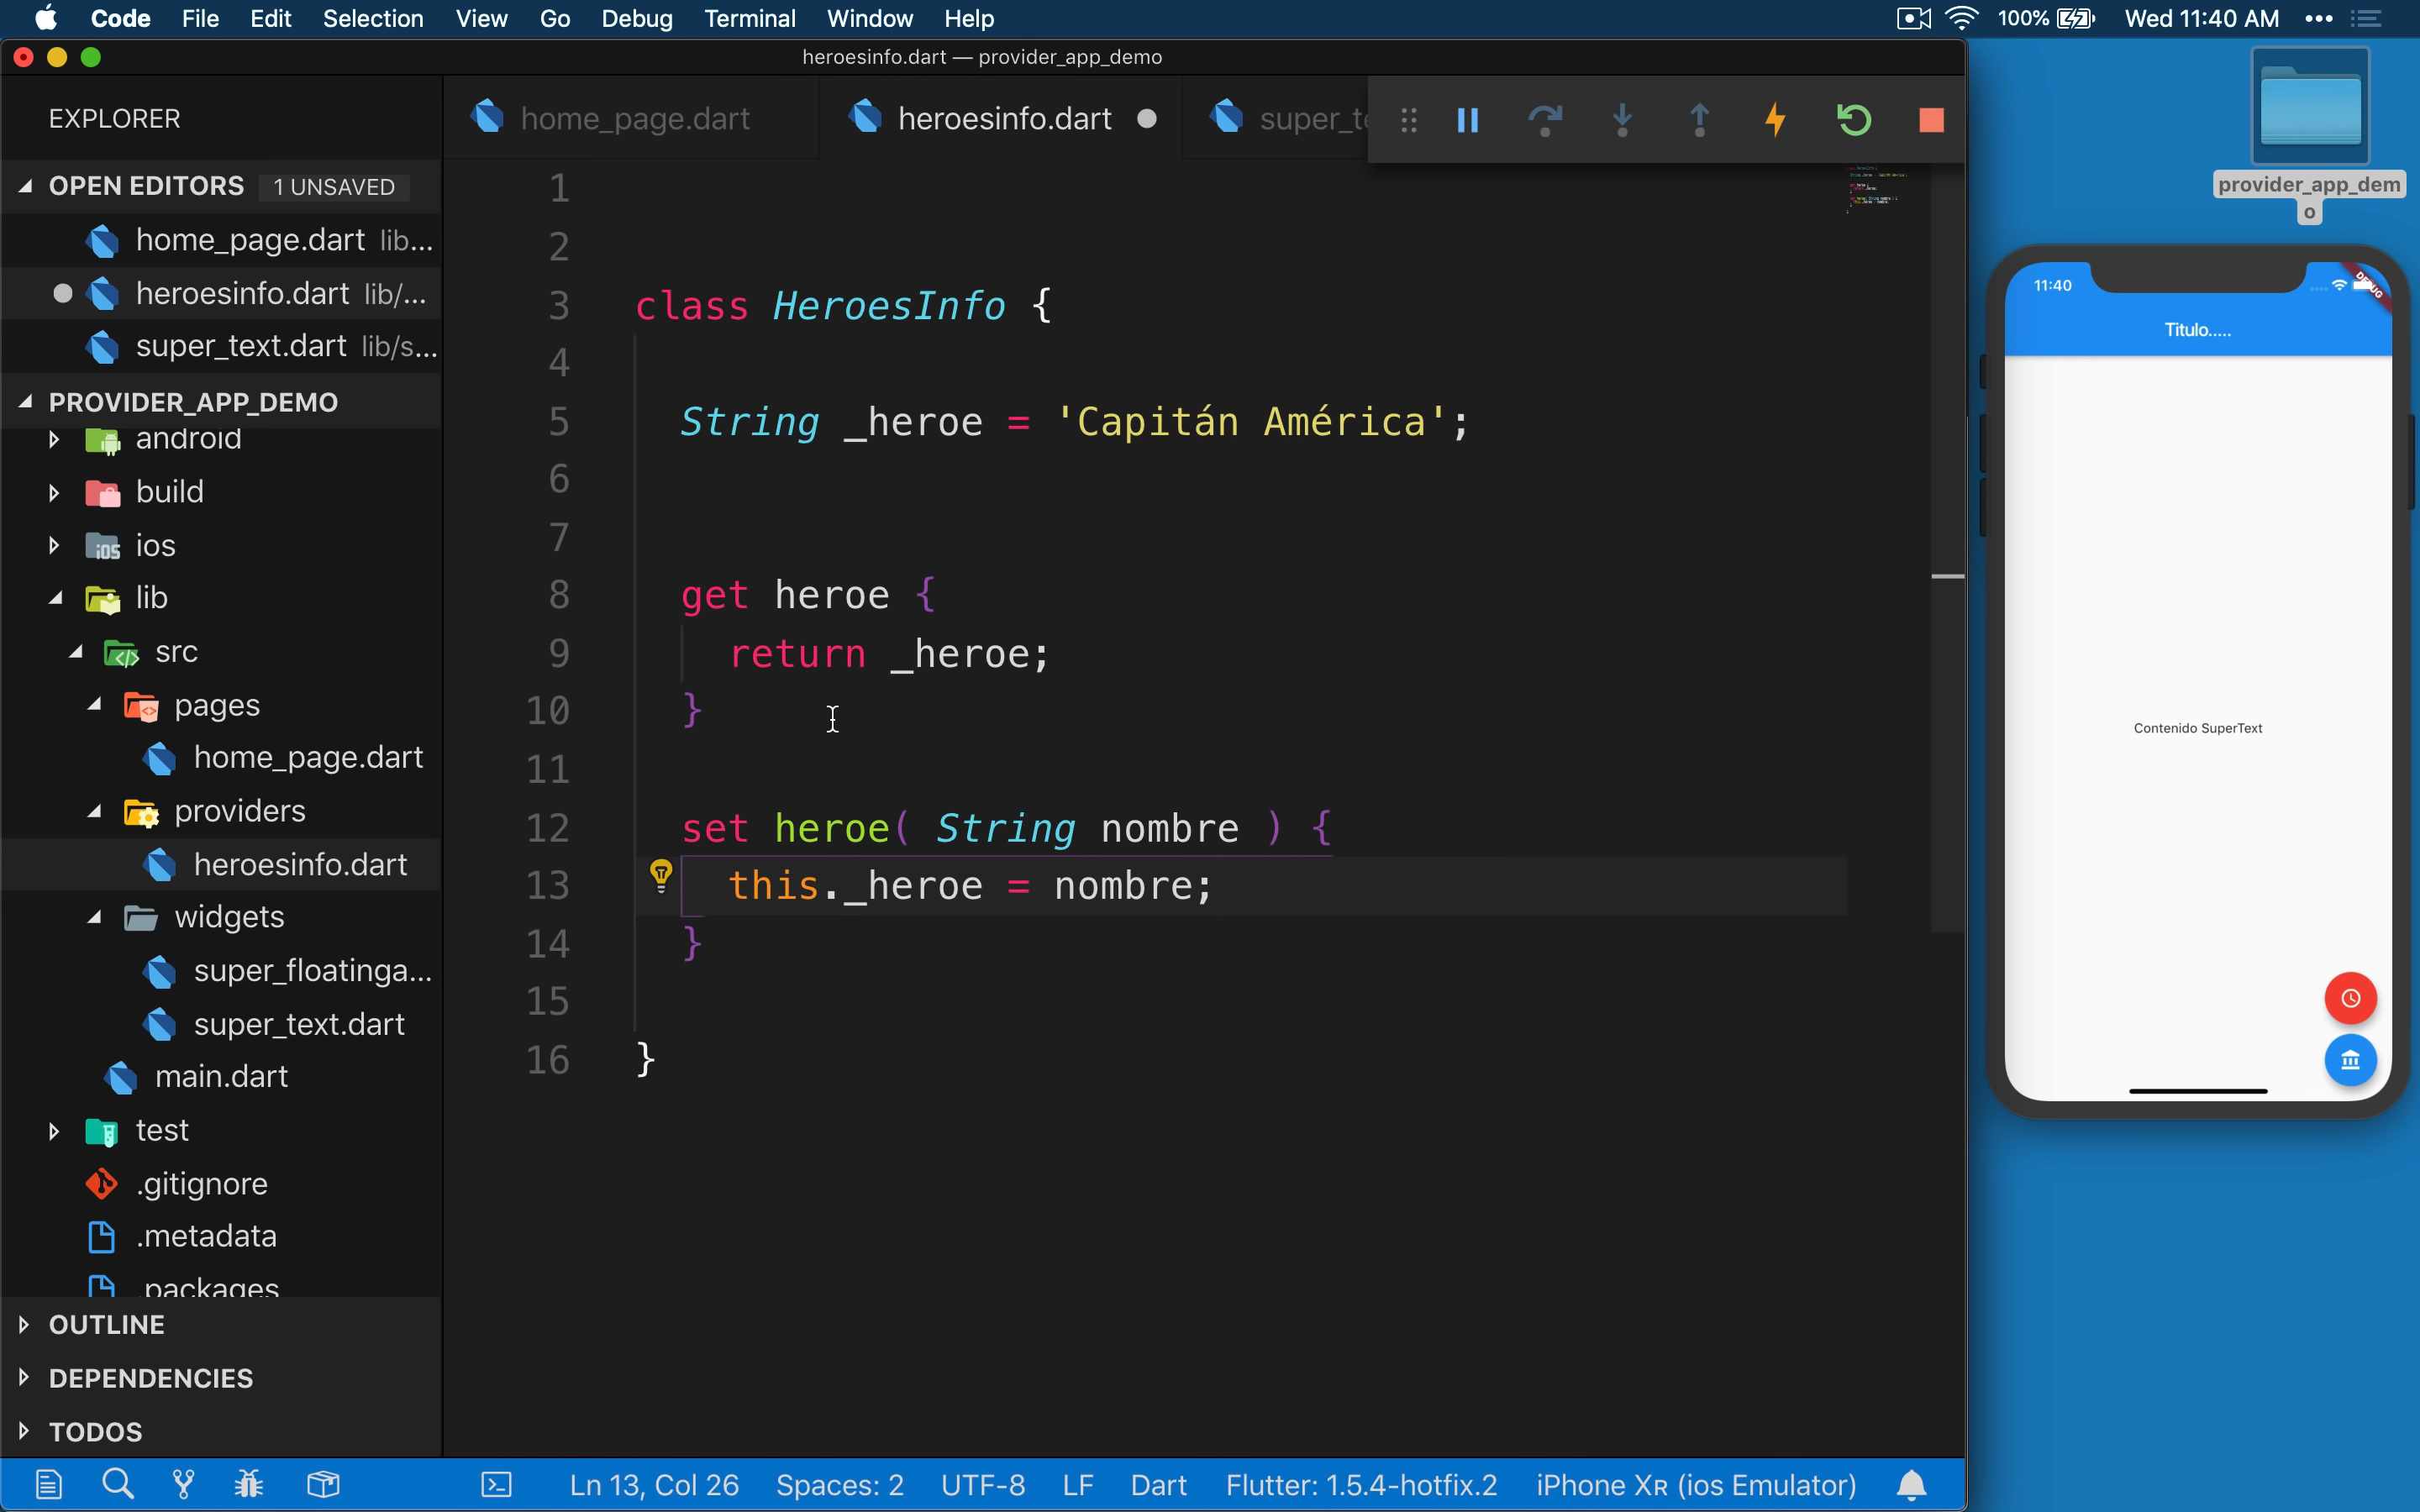 Code File Edit Selection View Go Debug Terminal Window Help 100% Wed 11:40 AM
heroesinfo.dart — provider_app_demo
EXPLORER
OPEN EDITORS 1 UNSAVED
home_page.dart lib...
heroesinfo.dart lib/...
super_text.dart lib/s...
PROVIDER_APP_DEMO
android
build
ios
lib
src
pages
home_page.dart
providers
heroesinfo.dart
widgets
super_floatinga...
super_text.dart
main.dart
test
.gitignore
.metadata
.packages
OUTLINE
DEPENDENCIES
TODOS
home_page.dart heroesinfo.dart super_te
1
2
3 class HeroesInfo {
4
5 String _heroe = 'Capitán América';
6
7
8 get heroe {
9 return _heroe;
10 }
11
12 set heroe( String nombre ) {
13 this._heroe = nombre;
14 }
15
16 }
provider_app_dem
o
11:40
DEBUG
Titulo.....
Contenido SuperText
Ln 13, Col 26 Spaces: 2 UTF-8 LF Dart Flutter: 1.5.4-hotfix.2 iPhone XR (ios Emulator)